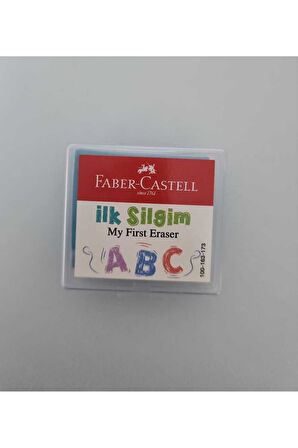 FABER-CASTELL
since 1761
ilk Silgim
My First Eraser
ABC
100-163-173